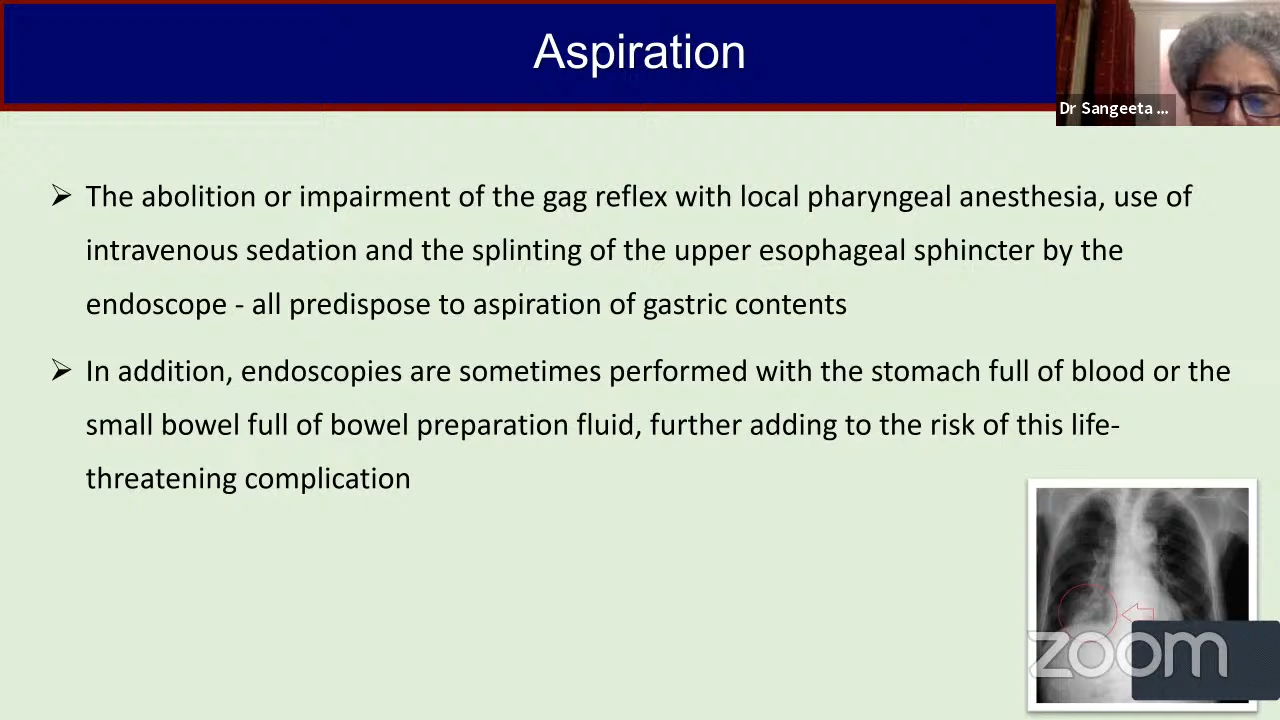 Aspiration
Dr Sangeeta ...
➢ The abolition or impairment of the gag reflex with local pharyngeal anesthesia, use of
intravenous sedation and the splinting of the upper esophageal sphincter by the
endoscope - all predispose to aspiration of gastric contents
➢ In addition, endoscopies are sometimes performed with the stomach full of blood or the
small bowel full of bowel preparation fluid, further adding to the risk of this life-
threatening complication
zoom